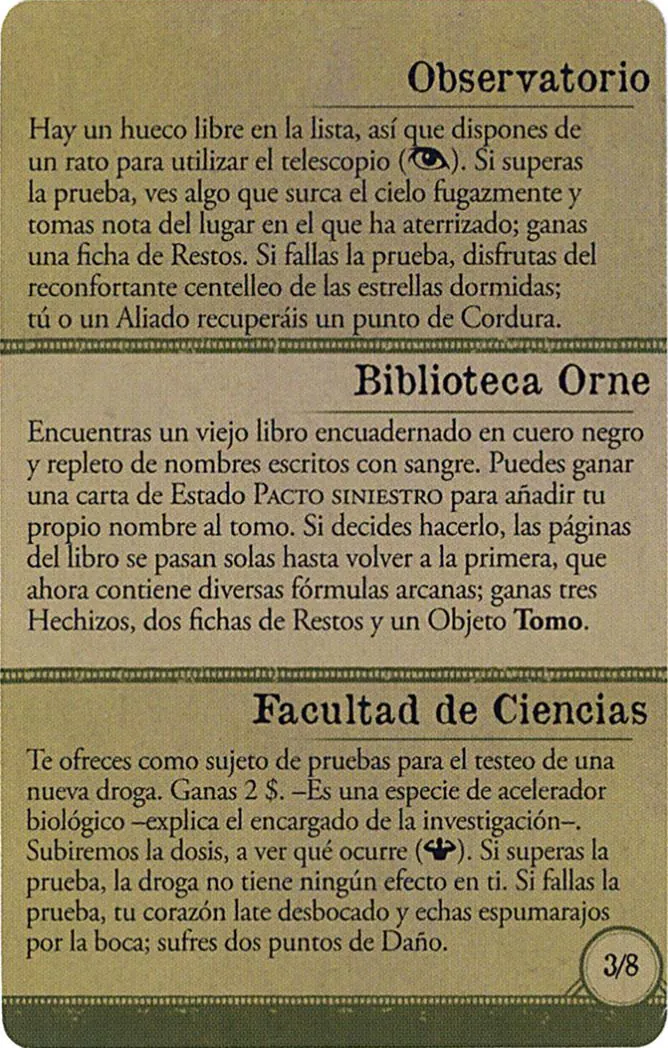 Observatorio
Hay un hueco libre en la lista, así que dispones de
un rato para utilizar el telescopio (). Si superas
la prueba, ves algo que surca el cielo fugazmente y
tomas nota del lugar en el que ha aterrizado; ganas
una ficha de Restos. Si fallas la prueba, disfrutas del
reconfortante centelleo de las estrellas dormidas;
tú o un Aliado recuperáis un punto de Cordura.
Biblioteca Orne
Encuentras un viejo libro encuadernado en cuero negro
y repleto de nombres escritos con sangre. Puedes ganar
una carta de Estado PACTO SINIESTRO para añadir tu
propio nombre al tomo. Si decides hacerlo, las páginas
del libro se pasan solas hasta volver a la primera, que
ahora contiene diversas fórmulas arcanas; ganas tres
Hechizos, dos fichas de Restos y un Objeto Tomo.
Facultad de Ciencias
Te ofreces como sujeto de pruebas para el testeo de una
nueva droga. Ganas 2 $. –Es una especie de acelerador
biológico –explica el encargado de la investigación–.
Subiremos la dosis, a ver qué ocurre (). Si superas la
prueba, la droga no tiene ningún efecto en ti. Si fallas la
prueba, tu corazón late desbocado y echas espumarajos
por la boca; sufres dos puntos de Daño.
3/8